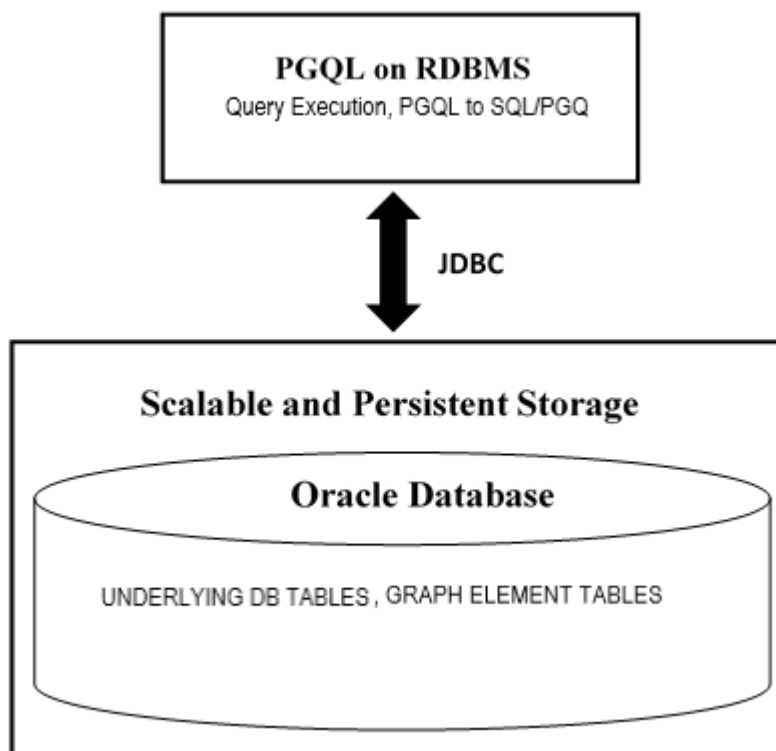 PGQL on RDBMS
Query Execution, PGQL to SQL/PGQ
JDBC
Scalable and Persistent Storage
Oracle Database
UNDERLYING DB TABLES, GRAPH ELEMENT TABLES